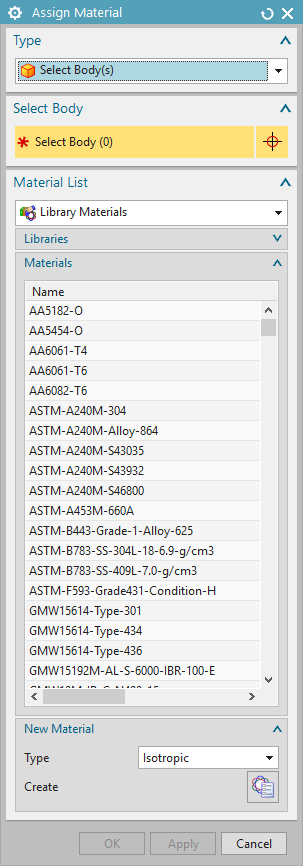 Assign Material
Type
Select Body(s)
Select Body
* Select Body (0)
Material List
Library Materials
Libraries
Materials
Name
AA5182-O
AA5454-O
AA6061-T4
AA6061-T6
AA6082-T6
ASTM-A240M-304
ASTM-A240M-Alloy-864
ASTM-A240M-S43035
ASTM-A240M-S43932
ASTM-A240M-S46800
ASTM-A453M-660A
ASTM-B443-Grade-1-Alloy-625
ASTM-B783-SS-304L-18-6.9-g/cm3
ASTM-B783-SS-409L-7.0-g/cm3
ASTM-F593-Grade431-Condition-H
GMW15614-Type-301
GMW15614-Type-434
GMW15614-Type-436
GMW15192M-AL-S-6000-IBR-100-E
New Material
Type Isotropic
Create
OK Apply Cancel